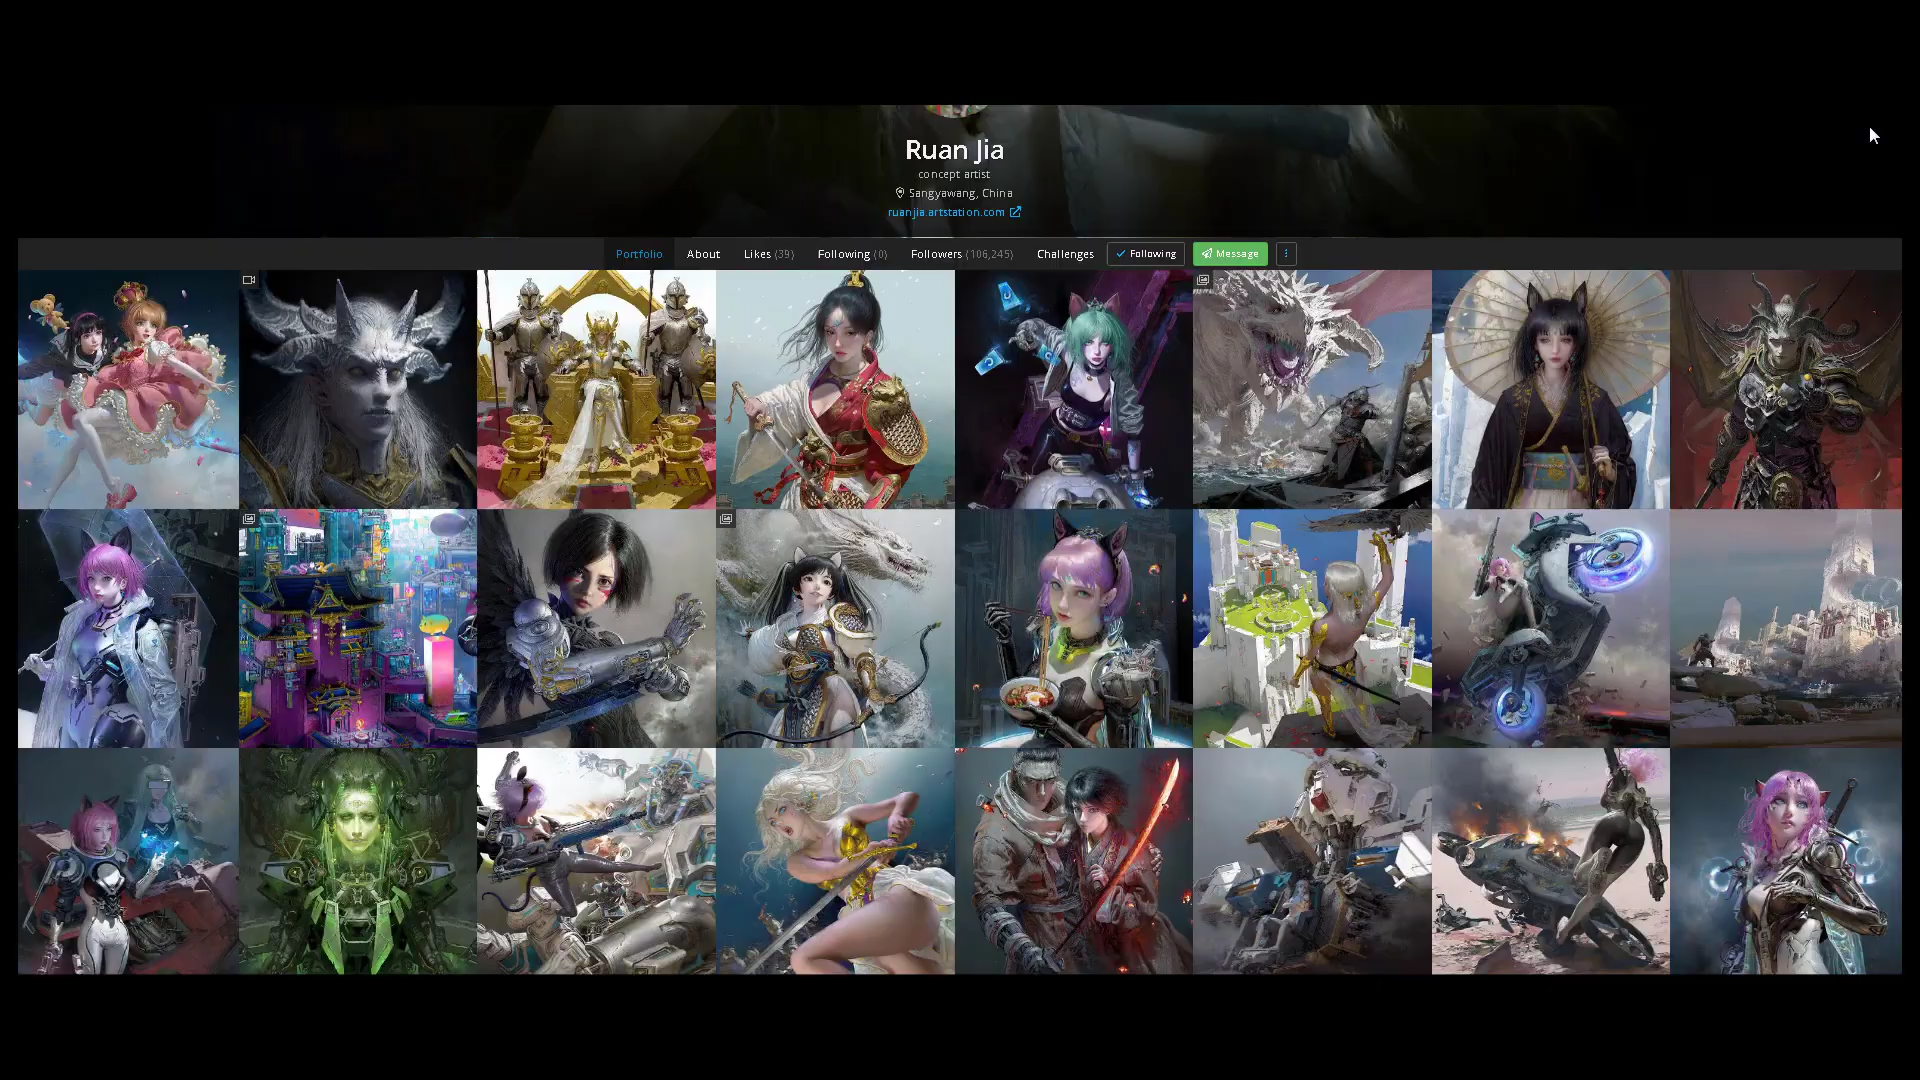 Ruan Jia
concept artist
Sangyawang, China
ruanjia.artstation.com
Portfolio About Likes (39) Following (0) Followers (106,245) Challenges Following Message